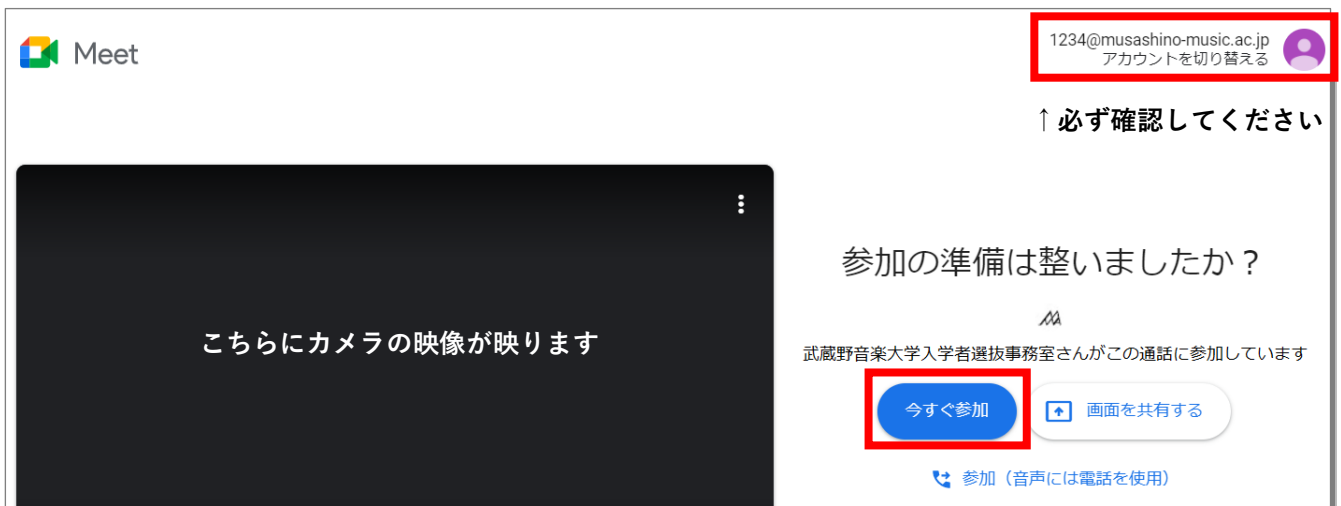 Meet
1234@musashino-music.ac.jp
アカウントを切り替える
↑必ず確認してください
こちらにカメラの映像が映ります
参加の準備は整いましたか？
武蔵野音楽大学入学者選抜事務室さんがこの通話に参加しています
今すぐ参加
画面を共有する
参加（音声には電話を使用）